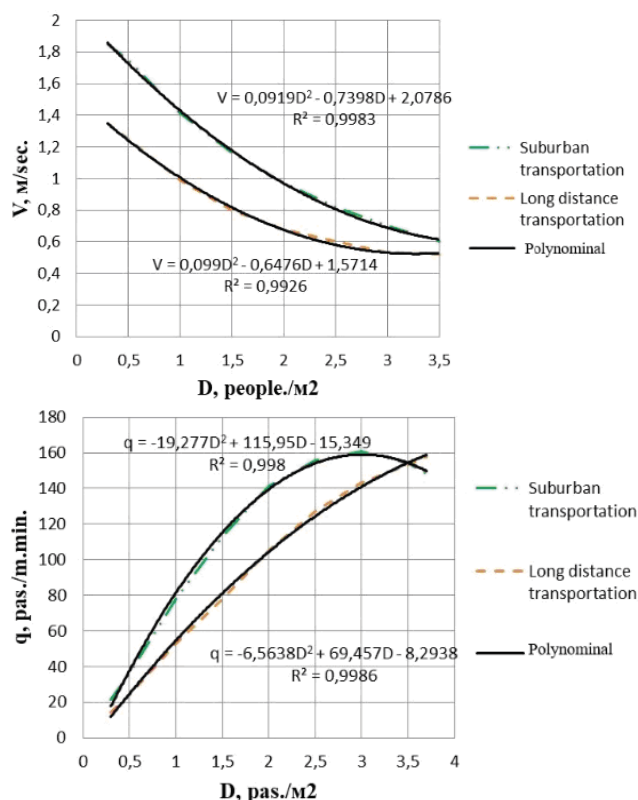 2
1,8
1,6
1,4
1,2
1
0,8
0,6
0,4
0,2
0
V, м/sec.
V = 0,0919D² - 0,7398D + 2,0786
R² = 0,9983
V = 0,099D² - 0,6476D + 1,5714
R² = 0,9926
0 0,5 1 1,5 2 2,5 3 3,5
D, people./м2
Suburban
transportation
Long distance
transportation
Polynominal
180
160
140
120
100
80
60
40
20
0
q, pas./m.min.
q = -19,277D² + 115,95D - 15,349
R² = 0,998
q = -6,5638D² + 69,457D - 8,2938
R² = 0,9986
0 0,5 1 1,5 2 2,5 3 3,5 4
D, pas./м2
Suburban
transportation
Long distance
transportation
Polynominal